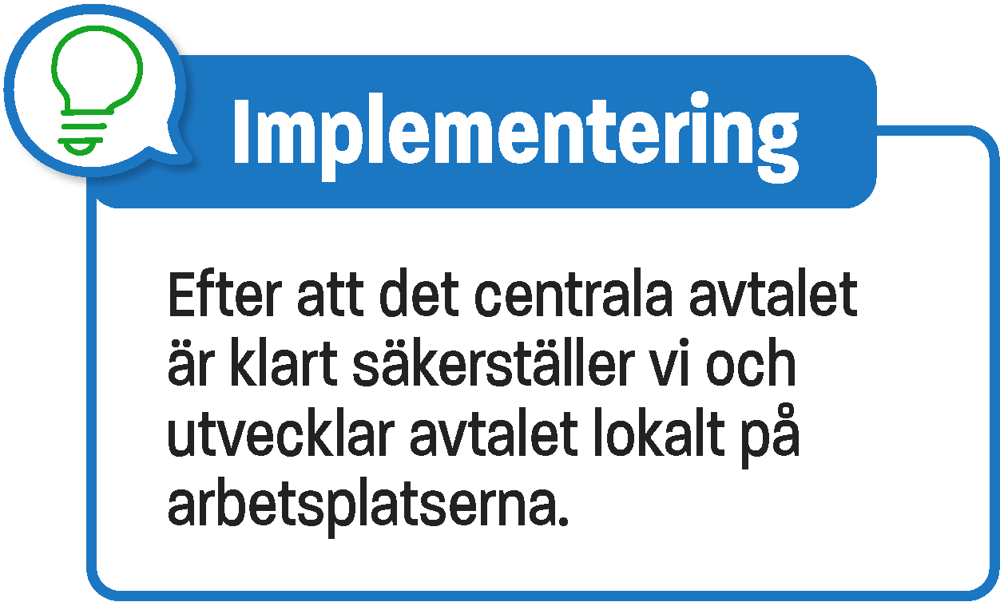 Implementering
Efter att det centrala avtalet
är klart säkerställer vi och
utvecklar avtalet lokalt på
arbetsplatserna.